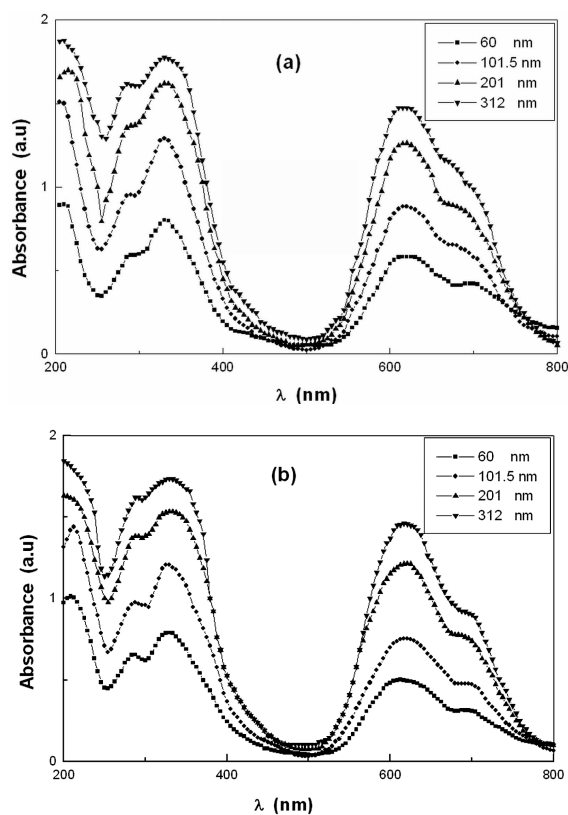 2
(a)
60 nm
101.5 nm
201 nm
312 nm
1
Absorbance (a.u)
0
200 400 600 800
λ (nm)
2
(b)
60 nm
101.5 nm
201 nm
312 nm
1
Absorbance (a.u)
0
200 400 600 800
λ (nm)